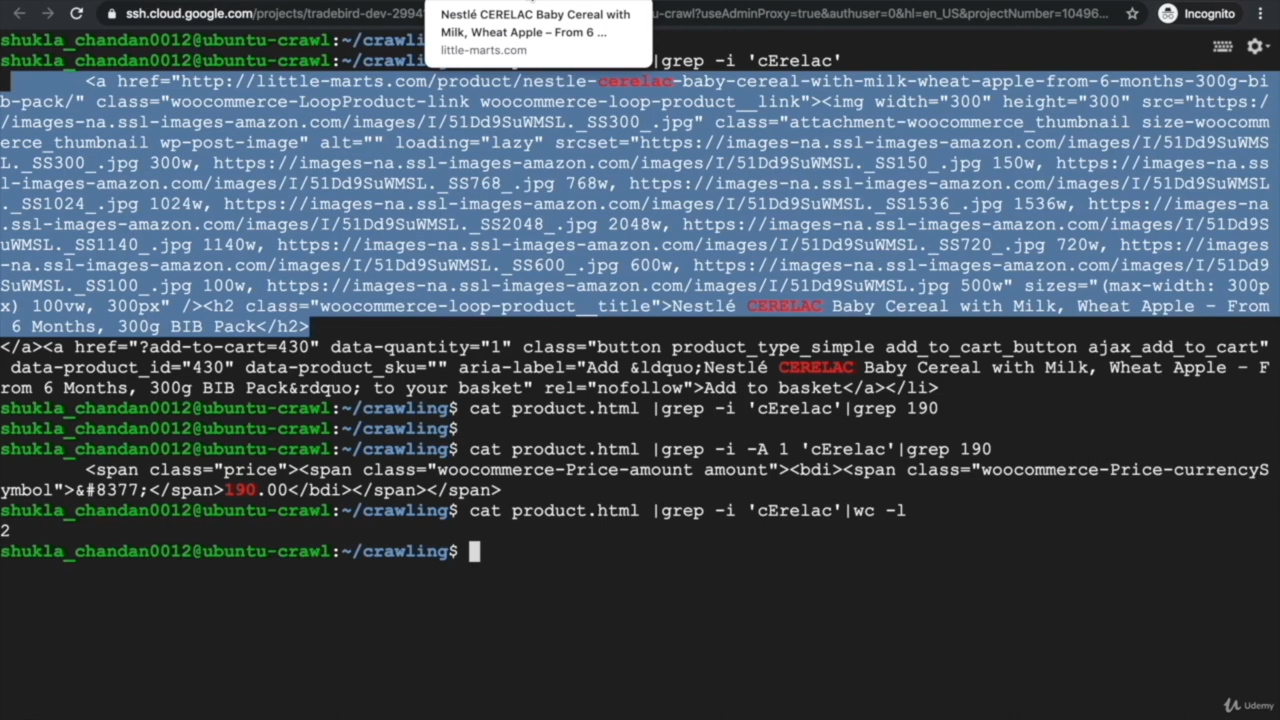 ssh.cloud.google.com/projects/tradebird-dev-2994
Nestlé CERELAC Baby Cereal with
Milk, Wheat Apple – From 6 ...
little-marts.com
u-crawl?useAdminProxy=true&authuser=0&hl=en_US&projectNumber=10496...
Incognito
shukla_chandan0012@ubuntu-crawl:~/crawling
shukla_chandan0012@ubuntu-crawl:~/crawling |grep -i 'cErelac'
<a href="http://little-marts.com/product/nestle-cerelac-baby-cereal-with-milk-wheat-apple-from-6-months-300g-bi
b-pack/" class="woocommerce-LoopProduct-link woocommerce-loop-product__link"><img width="300" height="300" src="https:/
/images-na.ssl-images-amazon.com/images/I/51Dd9SuWMSL._SS300_.jpg" class="attachment-woocommerce_thumbnail size-woocomm
erce_thumbnail wp-post-image" alt="" loading="lazy" srcset="https://images-na.ssl-images-amazon.com/images/I/51Dd9SuWMS
L._SS300_.jpg 300w, https://images-na.ssl-images-amazon.com/images/I/51Dd9SuWMSL._SS150_.jpg 150w, https://images-na.ss
l-images-amazon.com/images/I/51Dd9SuWMSL._SS768_.jpg 768w, https://images-na.ssl-images-amazon.com/images/I/51Dd9SuWMSL
._SS1024_.jpg 1024w, https://images-na.ssl-images-amazon.com/images/I/51Dd9SuWMSL._SS1536_.jpg 1536w, https://images-na
.ssl-images-amazon.com/images/I/51Dd9SuWMSL._SS2048_.jpg 2048w, https://images-na.ssl-images-amazon.com/images/I/51Dd9S
uWMSL._SS1140_.jpg 1140w, https://images-na.ssl-images-amazon.com/images/I/51Dd9SuWMSL._SS720_.jpg 720w, https://images
-na.ssl-images-amazon.com/images/I/51Dd9SuWMSL._SS600_.jpg 600w, https://images-na.ssl-images-amazon.com/images/I/51Dd9
SuWMSL._SS100_.jpg 100w, https://images-na.ssl-images-amazon.com/images/I/51Dd9SuWMSL.jpg 500w" sizes="(max-width: 300p
x) 100vw, 300px" /><h2 class="woocommerce-loop-product__title">Nestlé CERELAC Baby Cereal with Milk, Wheat Apple – From
6 Months, 300g BIB Pack</h2>
</a><a href="?add-to-cart=430" data-quantity="1" class="button product_type_simple add_to_cart_button ajax_add_to_cart"
data-product_id="430" data-product_sku="" aria-label="Add &ldquo;Nestlé CERELAC Baby Cereal with Milk, Wheat Apple – F
rom 6 Months, 300g BIB Pack&rdquo; to your basket" rel="nofollow">Add to basket</a></li>
shukla_chandan0012@ubuntu-crawl:~/crawling$ cat product.html |grep -i 'cErelac'|grep 190
shukla_chandan0012@ubuntu-crawl:~/crawling$
shukla_chandan0012@ubuntu-crawl:~/crawling$ cat product.html |grep -i -A 1 'cErelac'|grep 190
<span class="price"><span class="woocommerce-Price-amount amount"><bdi><span class="woocommerce-Price-currencyS
ymbol">&#8377;</span>190.00</bdi></span></span>
shukla_chandan0012@ubuntu-crawl:~/crawling$ cat product.html |grep -i 'cErelac'|wc -l
2
shukla_chandan0012@ubuntu-crawl:~/crawling$
Udemy